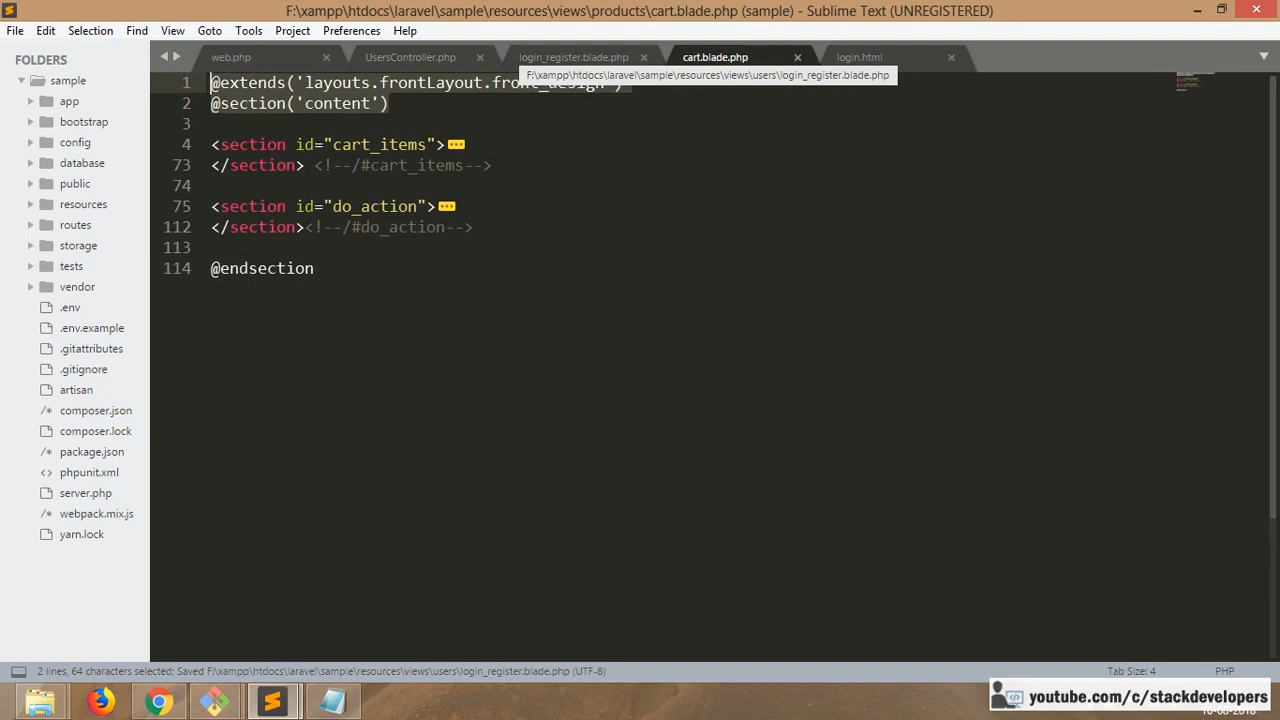 F:\xampp\htdocs\laravel\sample\resources\views\products\cart.blade.php (sample) - Sublime Text (UNREGISTERED)
File Edit Selection Find View Goto Tools Project Preferences Help
FOLDERS
sample
app
bootstrap
config
database
public
resources
routes
storage
tests
vendor
.env
.env.example
.gitattributes
.gitignore
artisan
/* composer.json
composer.lock
/* package.json
phpunit.xml
server.php
/* webpack.mix.js
yarn.lock
web.php × UsersController.php × login_register.blade.php × cart.blade.php × login.html ×
F:\xampp\htdocs\laravel\sample\resources\views\users\login_register.blade.php
1 @extends('layouts.frontLayout.front_design')
2 @section('content')
3
4 <section id="cart_items">
73 </section> <!--/#cart_items-->
74
75 <section id="do_action">
112 </section><!--/#do_action-->
113
114 @endsection
2 lines, 64 characters selected; Saved F:\xampp\htdocs\laravel\sample\resources\views\users\login_register.blade.php (UTF-8) Tab Size: 4 PHP
youtube.com/c/stackdevelopers